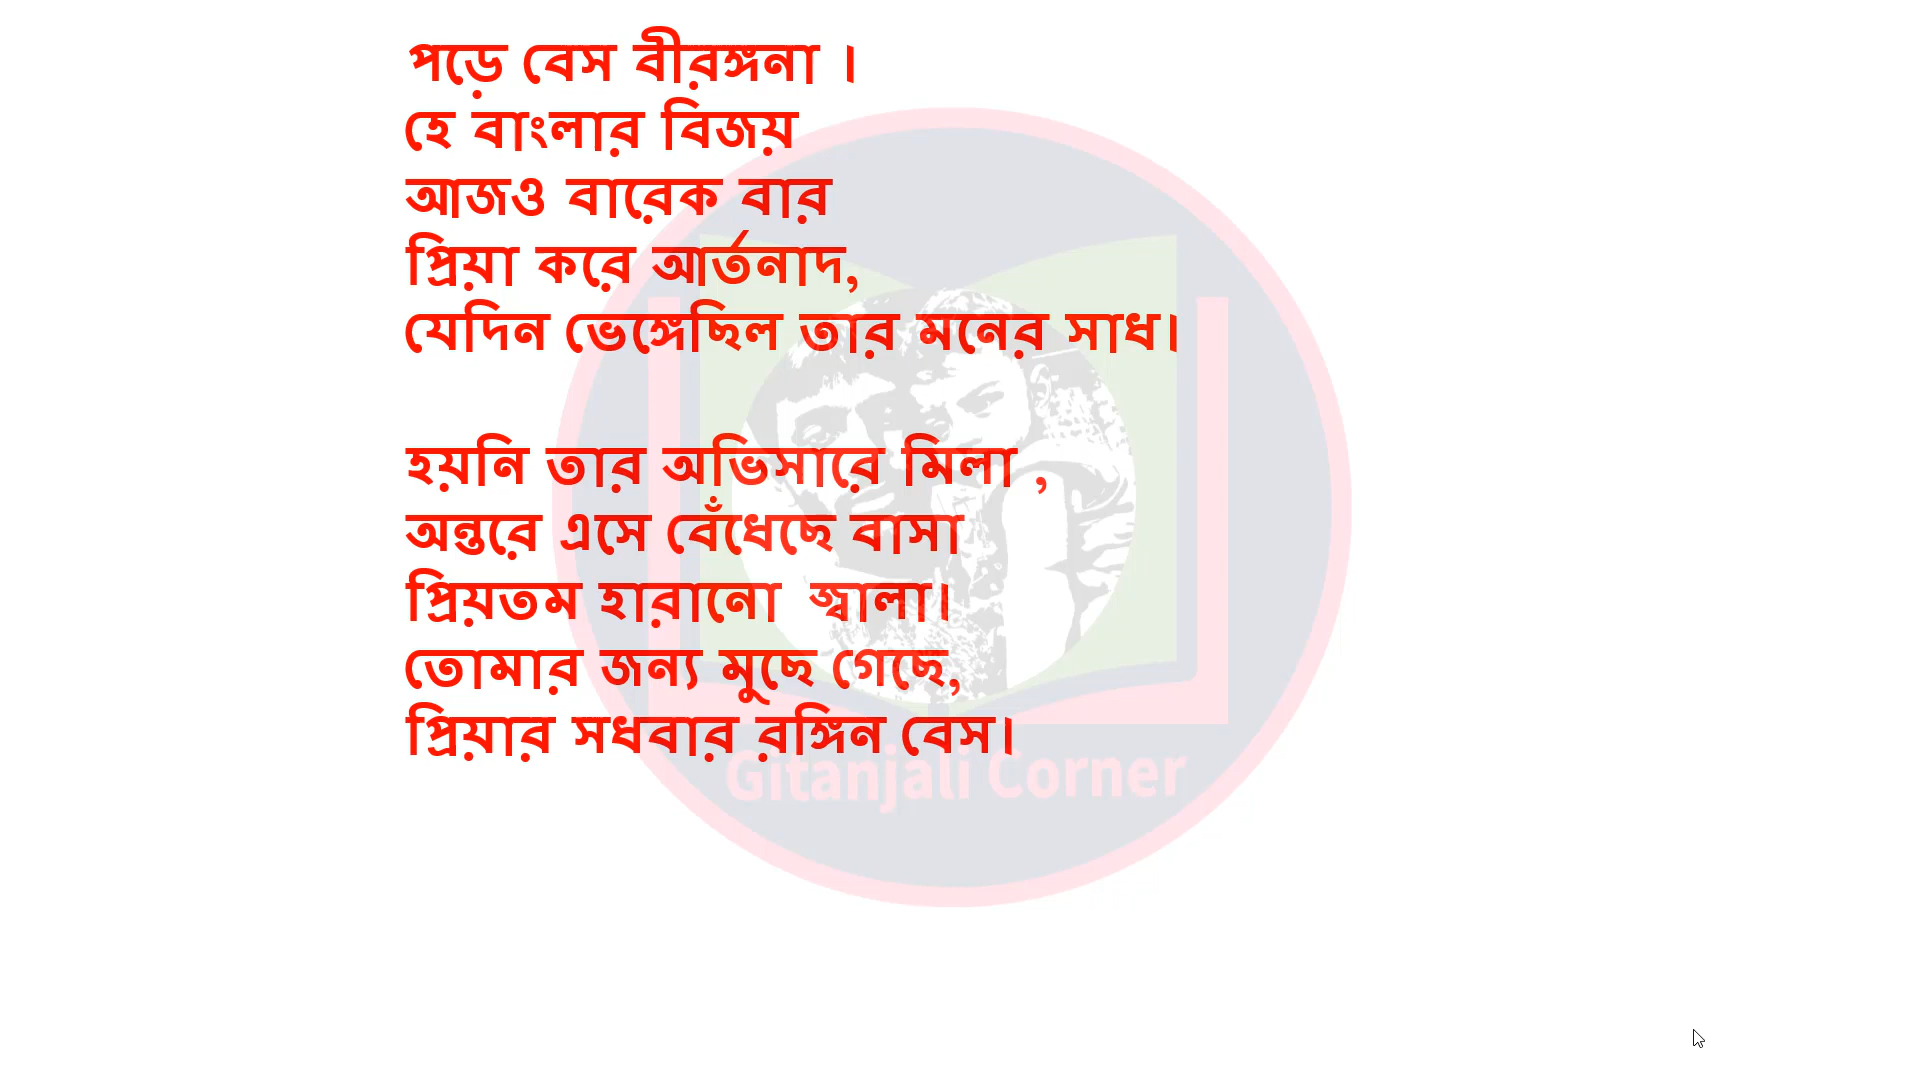 পড়ে বেস বীরঙ্গনা ।
হে বাংলার বিজয়
আজও বারেক বার
প্রিয়া করে আর্তনাদ,
যেদিন ভেঙ্গেছিল তার মনের সাধ।
হয়নি তার অভিসারে মিলা ,
অন্তরে এসে বেঁধেছে বাসা
প্রিয়তম হারানো জ্বালা।
তোমার জন্য মুছে গেছে,
প্রিয়ার সধবার রঙ্গিন বেস।
Gitanjali Corner